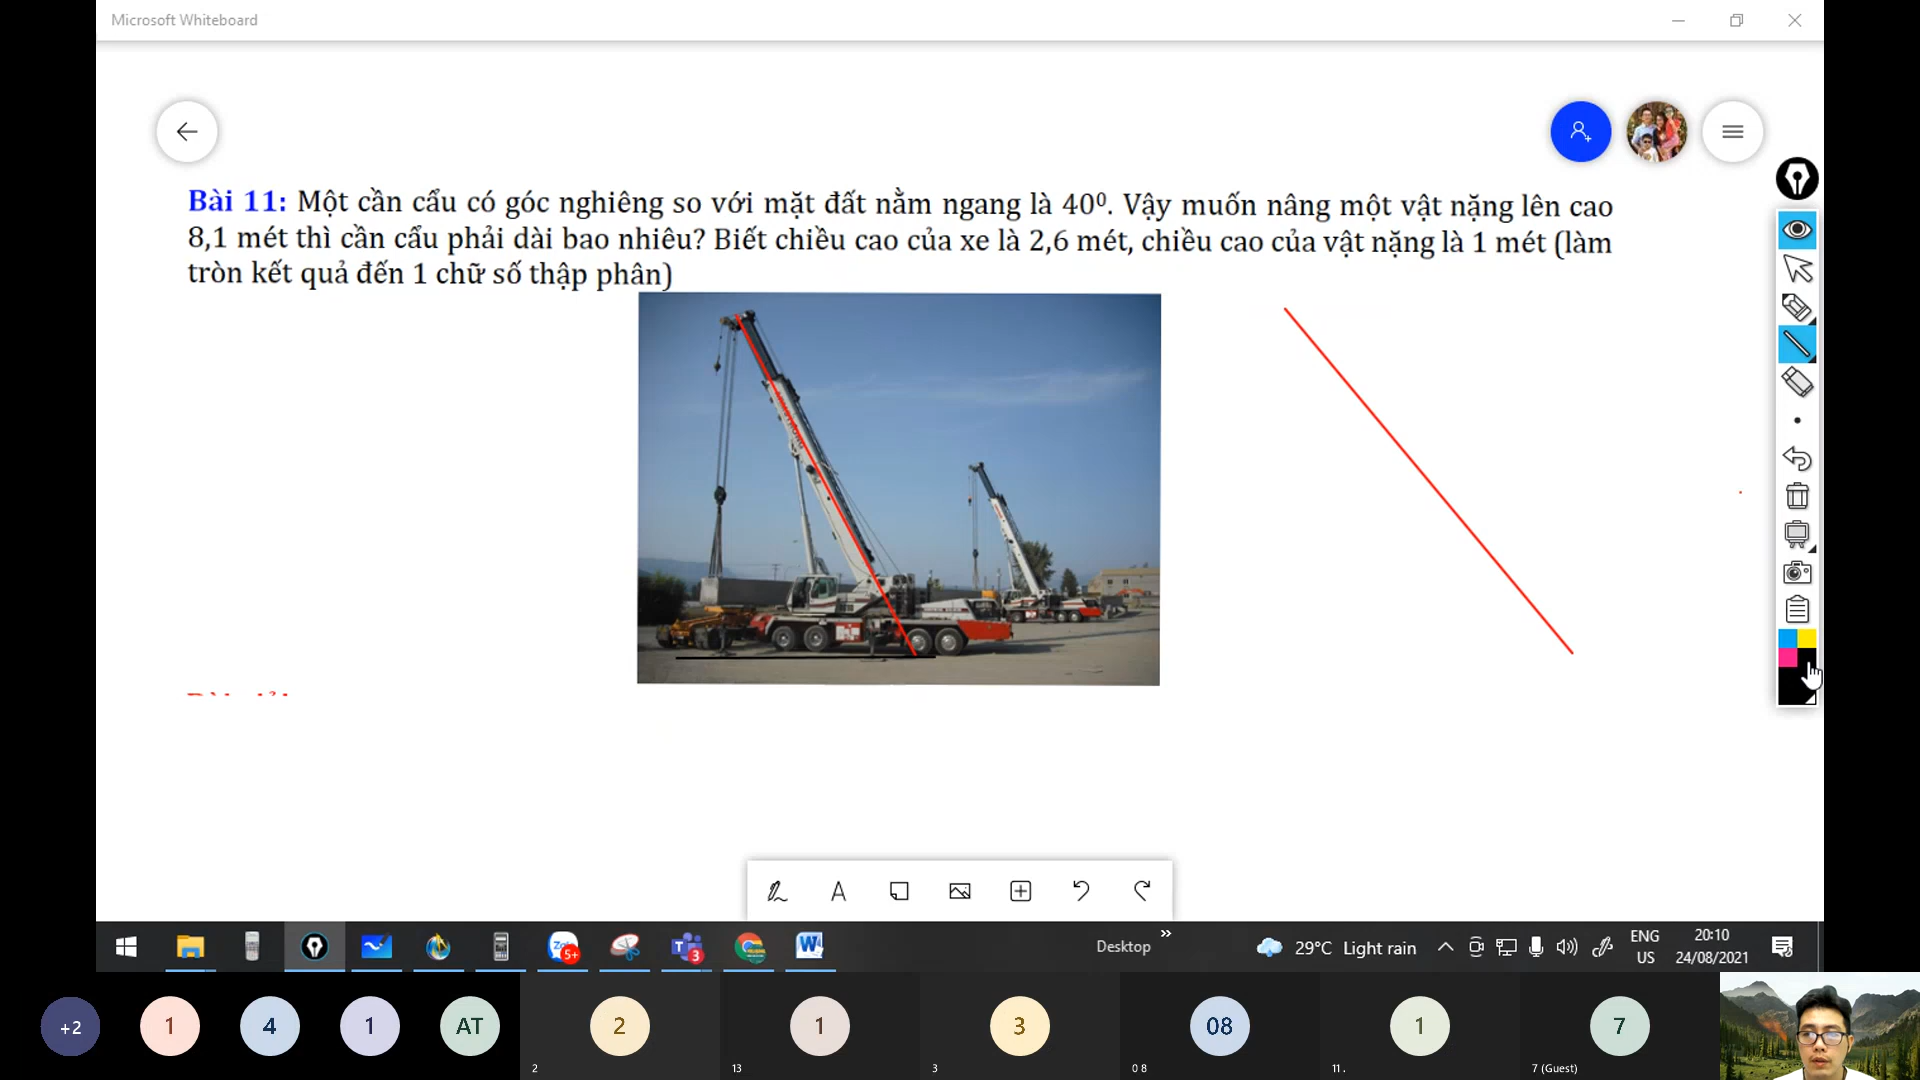 Microsoft Whiteboard
Bài 11: Một cần cẩu có góc nghiêng so với mặt đất nằm ngang là 40⁰. Vậy muốn nâng một vật nặng lên cao
8,1 mét thì cần cẩu phải dài bao nhiêu? Biết chiều cao của xe là 2,6 mét, chiều cao của vật nặng là 1 mét (làm
tròn kết quả đến 1 chữ số thập phân)
Desktop
29°C Light rain
ENG
US
20:10
24/08/2021
5+
3
+2
1
4
1
AT
2
1
3
08
1
7
2
13
3
0 8
11 .
7 (Guest)